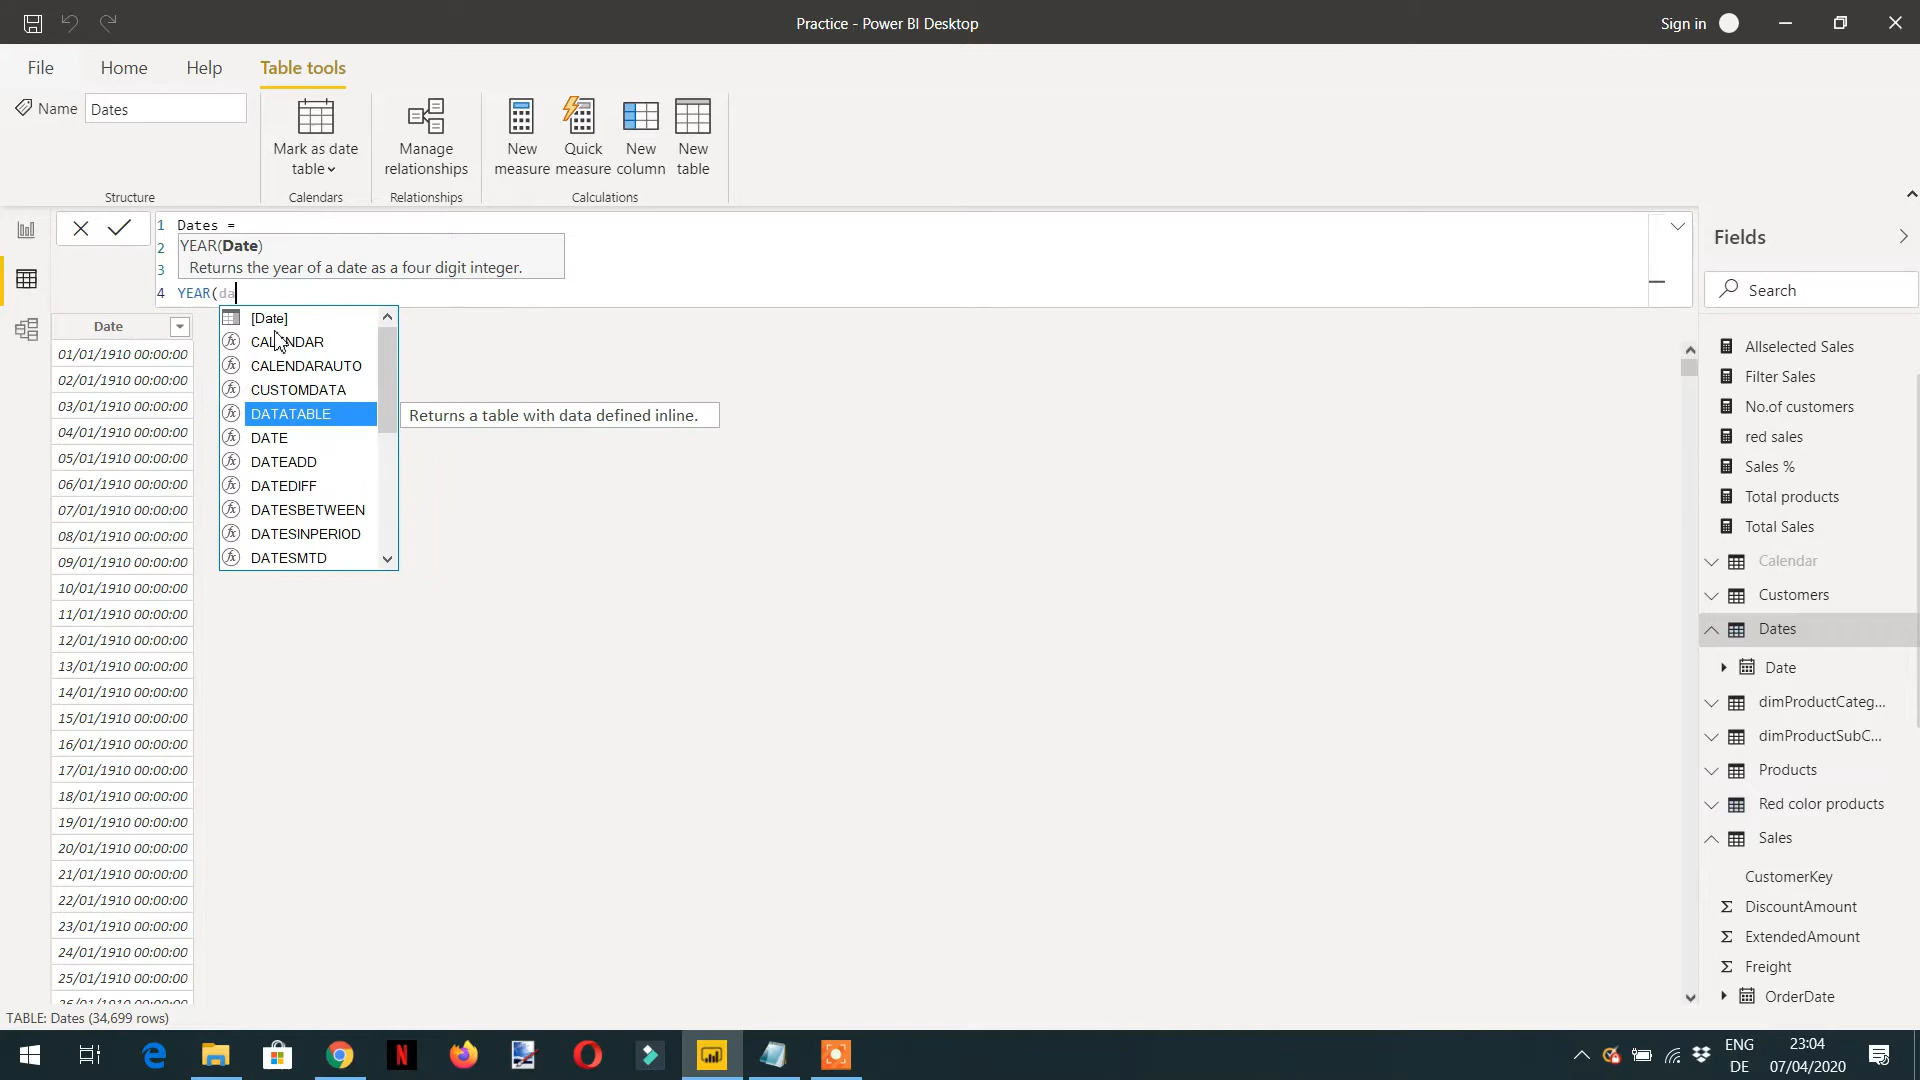 Practice - Power BI Desktop
Sign in
File
Home
Help
Table tools
Name
Dates
Mark as date
table
Manage
relationships
New
measure
Quick
measure
New
column
New
table
Structure
Calendars
Relationships
Calculations
1 Dates =
2
YEAR(Date)
3
Returns the year of a date as a four digit integer.
4 YEAR(da
[Date]
CALENDAR
CALENDARAUTO
CUSTOMDATA
DATATABLE
Returns a table with data defined inline.
DATE
DATEADD
DATEDIFF
DATESBETWEEN
DATESINPERIOD
DATESMTD
Date
01/01/1910 00:00:00
02/01/1910 00:00:00
03/01/1910 00:00:00
04/01/1910 00:00:00
05/01/1910 00:00:00
06/01/1910 00:00:00
07/01/1910 00:00:00
08/01/1910 00:00:00
09/01/1910 00:00:00
10/01/1910 00:00:00
11/01/1910 00:00:00
12/01/1910 00:00:00
13/01/1910 00:00:00
14/01/1910 00:00:00
15/01/1910 00:00:00
16/01/1910 00:00:00
17/01/1910 00:00:00
18/01/1910 00:00:00
19/01/1910 00:00:00
20/01/1910 00:00:00
21/01/1910 00:00:00
22/01/1910 00:00:00
23/01/1910 00:00:00
24/01/1910 00:00:00
25/01/1910 00:00:00
26/01/1910 00:00:00
Fields
Search
Allselected Sales
Filter Sales
No.of customers
red sales
Sales %
Total products
Total Sales
Calendar
Customers
Dates
Date
dimProductCateg...
dimProductSubC...
Products
Red color products
Sales
CustomerKey
DiscountAmount
ExtendedAmount
Freight
OrderDate
TABLE: Dates (34,699 rows)
ENG
DE
23:04
07/04/2020